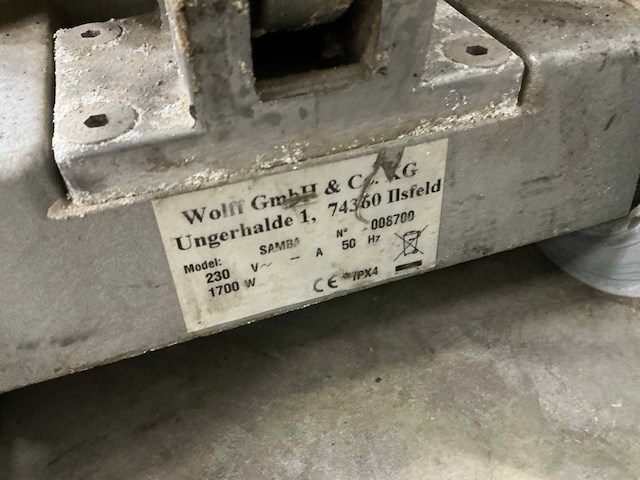 Wolff GmbH & Co. KG
Ungerhalde 1, 74360 Ilsfeld
Model: SAMBA N° 008700
230 V~ - A 50 Hz
1700 W CE IPX4